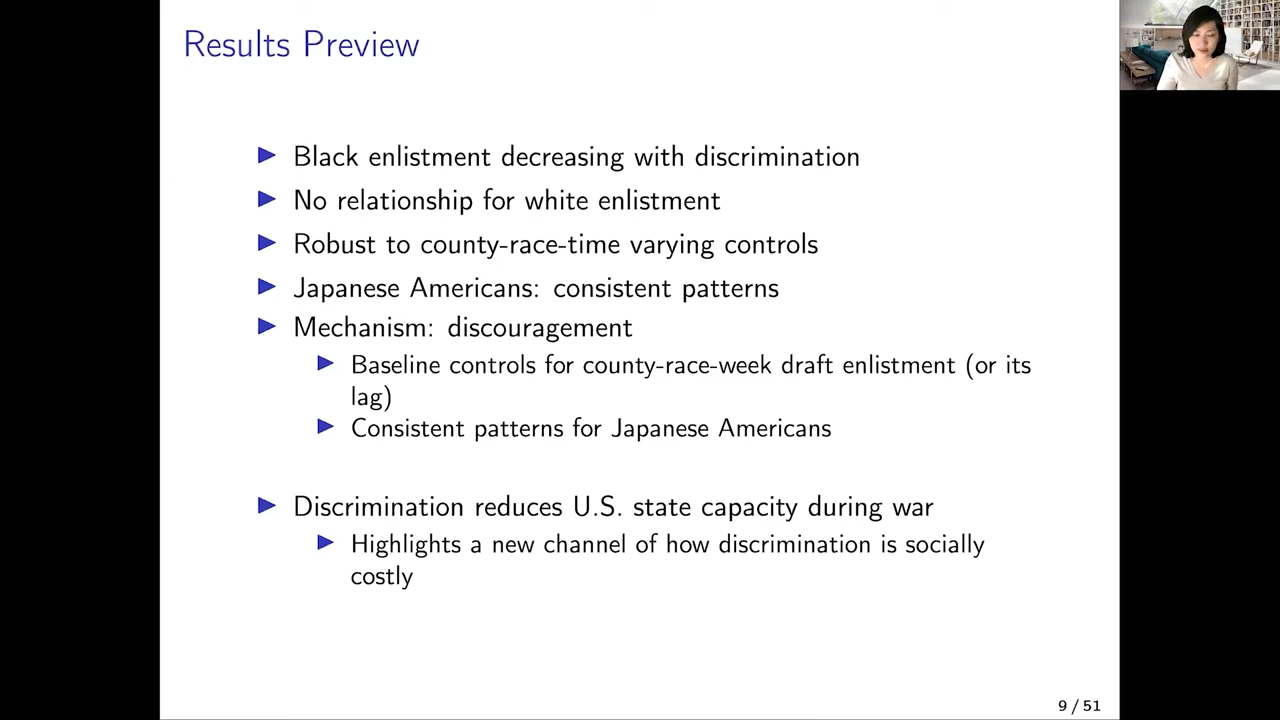 Results Preview
Black enlistment decreasing with discrimination
No relationship for white enlistment
Robust to county-race-time varying controls
Japanese Americans: consistent patterns
Mechanism: discouragement
Baseline controls for county-race-week draft enlistment (or its
lag)
Consistent patterns for Japanese Americans
Discrimination reduces U.S. state capacity during war
Highlights a new channel of how discrimination is socially
costly
9 / 51